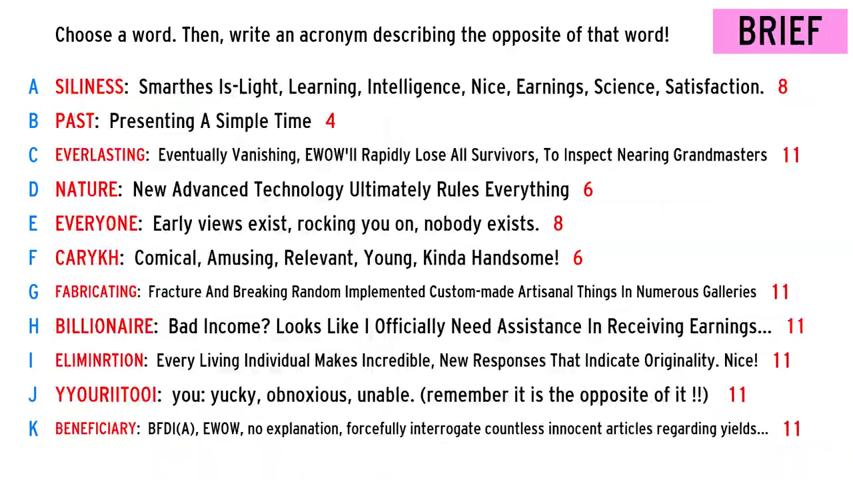 Choose a word. Then, write an acronym describing the opposite of that word!
BRIEF
A SILINESS: Smarthes Is-Light, Learning, Intelligence, Nice, Earnings, Science, Satisfaction. 8
B PAST: Presenting A Simple Time 4
C EVERLASTING: Eventually Vanishing, EWOW'll Rapidly Lose All Survivors, To Inspect Nearing Grandmasters 11
D NATURE: New Advanced Technology Ultimately Rules Everything 6
E EVERYONE: Early views exist, rocking you on, nobody exists. 8
F CARYKH: Comical, Amusing, Relevant, Young, Kinda Handsome! 6
G FABRICATING: Fracture And Breaking Random Implemented Custom-made Artisanal Things In Numerous Galleries 11
H BILLIONAIRE: Bad Income? Looks Like I Officially Need Assistance In Receiving Earnings... 11
I ELIMINRTION: Every Living Individual Makes Incredible, New Responses That Indicate Originality. Nice! 11
J YYOURIITOOI: you: yucky, obnoxious, unable. (remember it is the opposite of it !!) 11
K BENEFICIARY: BFDI(A), EWOW, no explanation, forcefully interrogate countless innocent articles regarding yields... 11